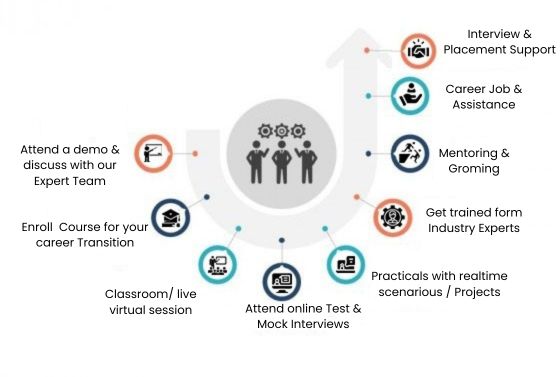 Attend a demo &
discuss with our
Expert Team
Enroll Course for your
career Transition
Classroom/ live
virtual session
Attend online Test &
Mock Interviews
Practicals with realtime
scenarious / Projects
Get trained form
Industry Experts
Mentoring &
Groming
Career Job &
Assistance
Interview &
Placement Support